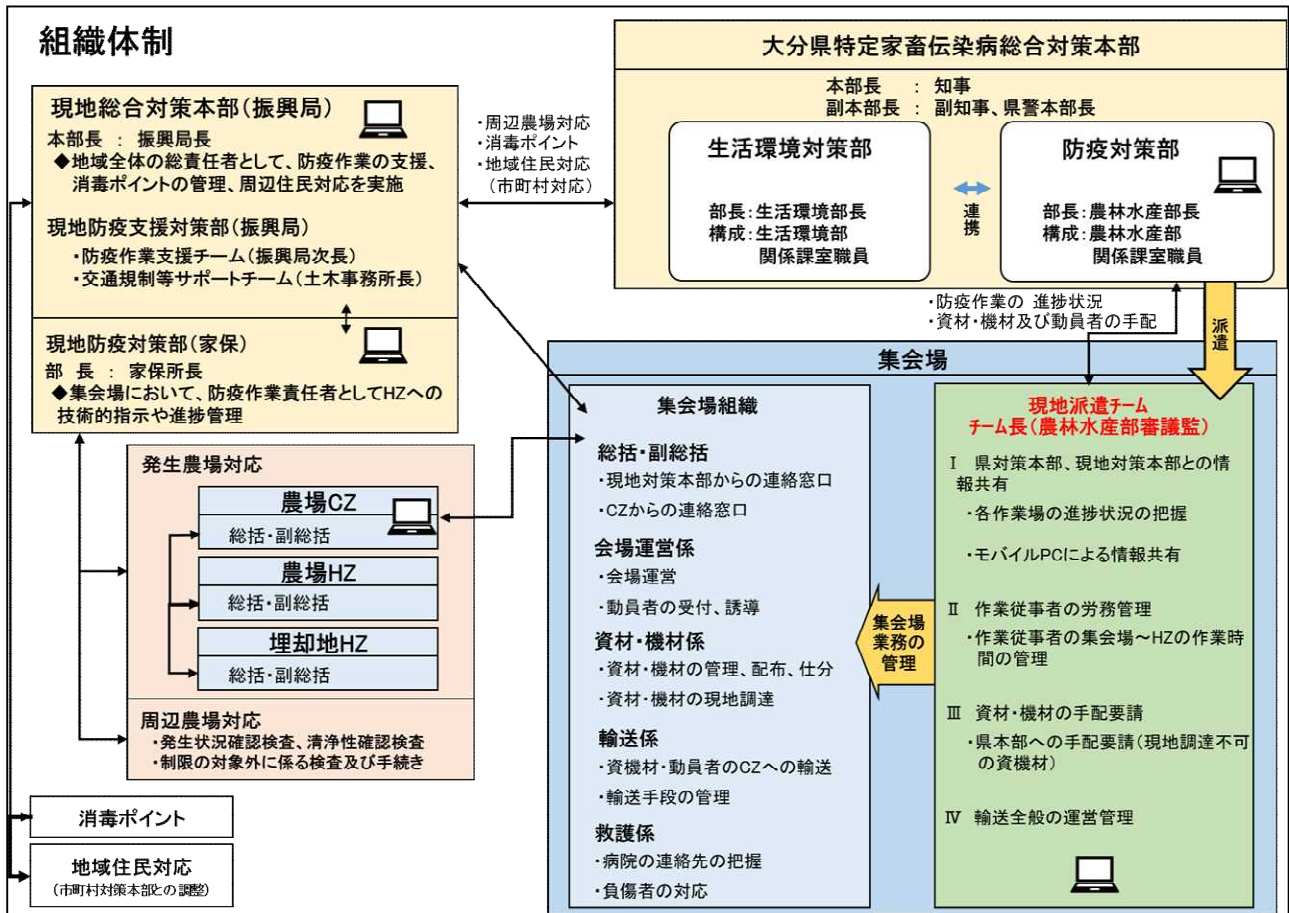 組織体制
大分県特定家畜伝染病総合対策本部
本部長 : 知事
副本部長 : 副知事、県警本部長
生活環境対策部
部長:生活環境部長
構成:生活環境部
関係課室職員
連携
防疫対策部
部長:農林水産部長
構成:農林水産部
関係課室職員
現地総合対策本部(振興局)
本部長 : 振興局長
◆地域全体の総責任者として、防疫作業の支援、
消毒ポイントの管理、周辺住民対応を実施
現地防疫支援対策部(振興局)
・防疫作業支援チーム(振興局次長)
・交通規制等サポートチーム(土木事務所長)
現地防疫対策部(家保)
部 長 : 家保所長
◆集会場において、防疫作業責任者としてHZへの
技術的指示や進捗管理
・周辺農場対応
・消毒ポイント
・地域住民対応
(市町村対応)
・防疫作業の 進捗状況
・資材・機材及び動員者の手配
派遣
発生農場対応
農場CZ
総括・副総括
農場HZ
総括・副総括
埋却地HZ
総括・副総括
周辺農場対応
・発生状況確認検査、清浄性確認検査
・制限の対象外に係る検査及び手続き
消毒ポイント
地域住民対応
(市町村対策本部との調整)
集会場
集会場組織
総括・副総括
・現地対策本部からの連絡窓口
・CZからの連絡窓口
会場運営係
・会場運営
・動員者の受付、誘導
資材・機材係
・資材・機材の管理、配布、仕分
・資材・機材の現地調達
輸送係
・資機材・動員者のCZへの輸送
・輸送手段の管理
救護係
・病院の連絡先の把握
・負傷者の対応
集会場
業務の
管理
現地派遣チーム
チーム長(農林水産部審議監)
Ⅰ 県対策本部、現地対策本部との情
報共有
・各作業場の進捗状況の把握
・モバイルPCによる情報共有
Ⅱ 作業従事者の労務管理
・作業従事者の集会場~HZの作業時
間の管理
Ⅲ 資材・機材の手配要請
・県本部への手配要請(現地調達不可
の資機材)
Ⅳ 輸送全般の運営管理